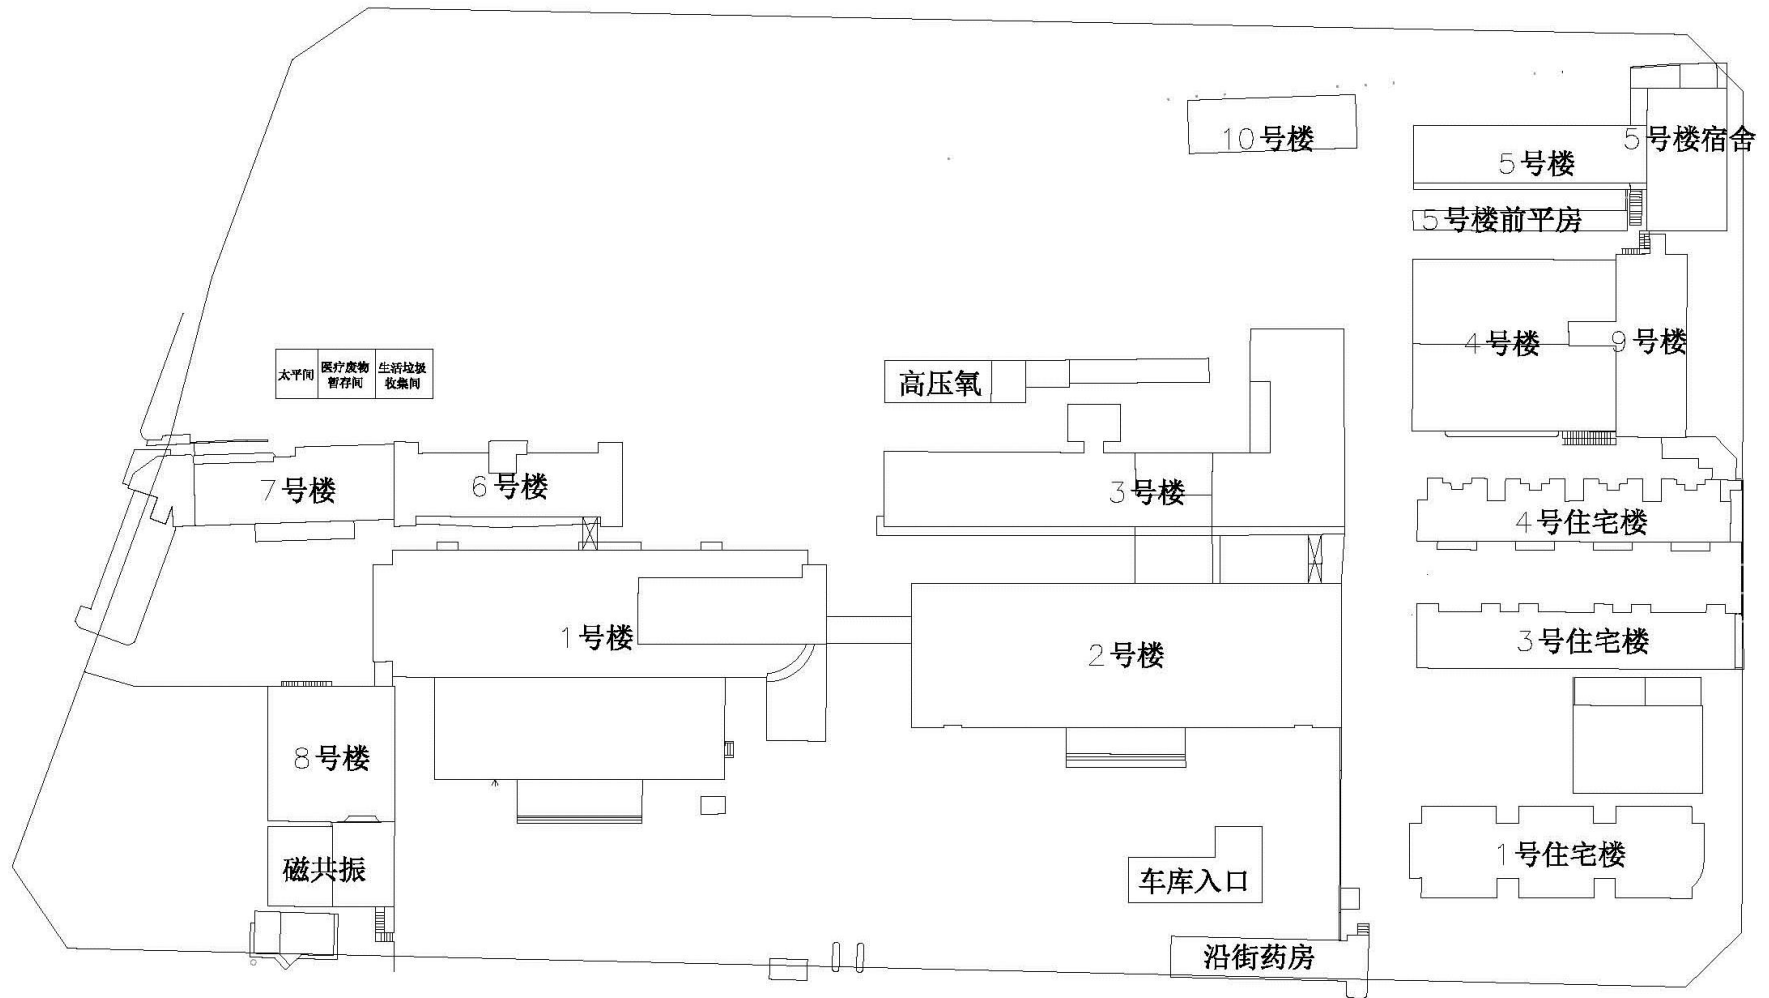 10号楼
5号楼宿舍
5号楼
5号楼前平房
4号楼
9号楼
太平间
医疗废物
暂存间
生活垃圾
收集间
高压氧
7号楼
6号楼
3号楼
4号住宅楼
1号楼
2号楼
3号住宅楼
8号楼
磁共振
车库入口
1号住宅楼
沿街药房